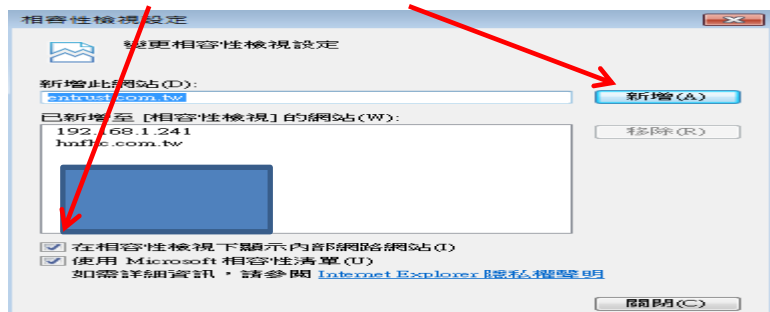 相容性檢視設定
變更相容性檢視設定
新增此網站(D):
entrust.com.tw
新增(A)
已新增至 [相容性檢視] 的網站(W):
192.168.1.241
移除(R)
hnfhc.com.tw
在相容性檢視下顯示內部網路網站(I)
使用 Microsoft 相容性清單(U)
如需詳細資訊，請參閱 Internet Explorer 隱私權聲明
關閉(C)